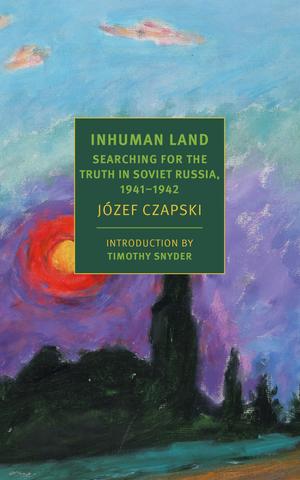 INHUMAN LAND
SEARCHING FOR THE
TRUTH IN SOVIET RUSSIA,
1941–1942
JÓZEF CZAPSKI
INTRODUCTION BY
TIMOTHY SNYDER